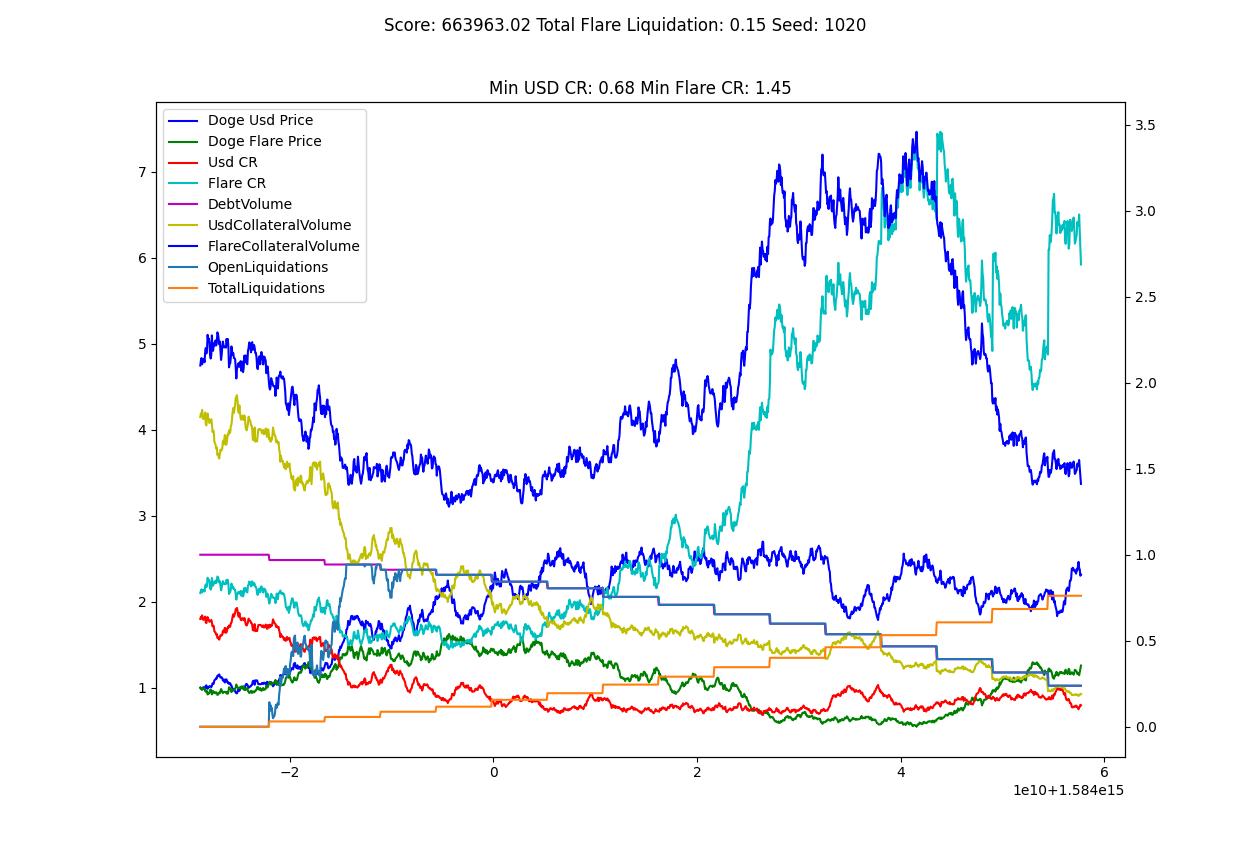 Score: 663963.02 Total Flare Liquidation: 0.15 Seed: 1020
Min USD CR: 0.68 Min Flare CR: 1.45
Doge Usd Price
Doge Flare Price
Usd CR
Flare CR
DebtVolume
UsdCollateralVolume
FlareCollateralVolume
OpenLiquidations
TotalLiquidations
7
6
5
4
3
2
1
3.5
3.0
2.5
2.0
1.5
1.0
0.5
0.0
−2
0
2
4
6
1e10+1.584e15